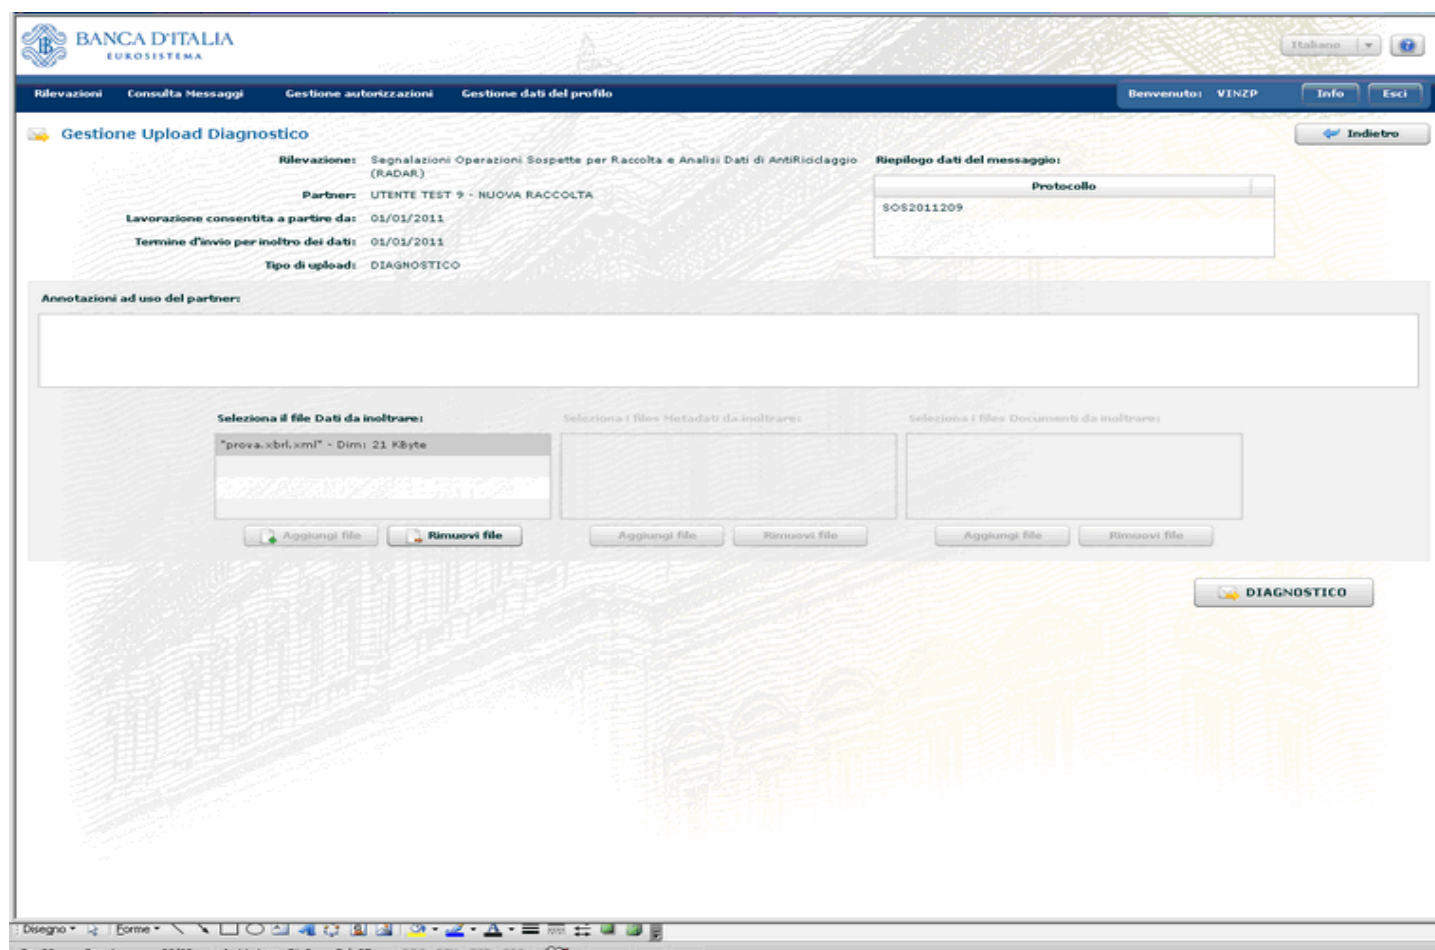 BANCA D'ITALIA
EUROSISTEMA
Italiano
Rilevazioni Consulta Messaggi Gestione autorizzazioni Gestione dati del profilo Benvenuto: VINZP Info Esci
Gestione Upload Diagnostico
Indietro
Rilevazione: Segnalazioni Operazioni Sospette per Raccolta e Analisi Dati di AntiRiciclaggio
(RADAR)
Partner: UTENTE TEST 9 - NUOVA RACCOLTA
Lavorazione consentita a partire da: 01/01/2011
Termine d'invio per inoltro dei dati: 01/01/2011
Tipo di upload: DIAGNOSTICO
Riepilogo dati del messaggio:
Protocollo
SOS2011209
Annotazioni ad uso del partner:
Seleziona il file Dati da inoltrare:
"prova.xbrl.xml" - Dim: 21 KByte
Aggiungi file Rimuovi file
Seleziona i files Metadati da inoltrare:
Aggiungi file Rimuovi file
Seleziona i files Documenti da inoltrare:
Aggiungi file Rimuovi file
DIAGNOSTICO
Disegno Forme